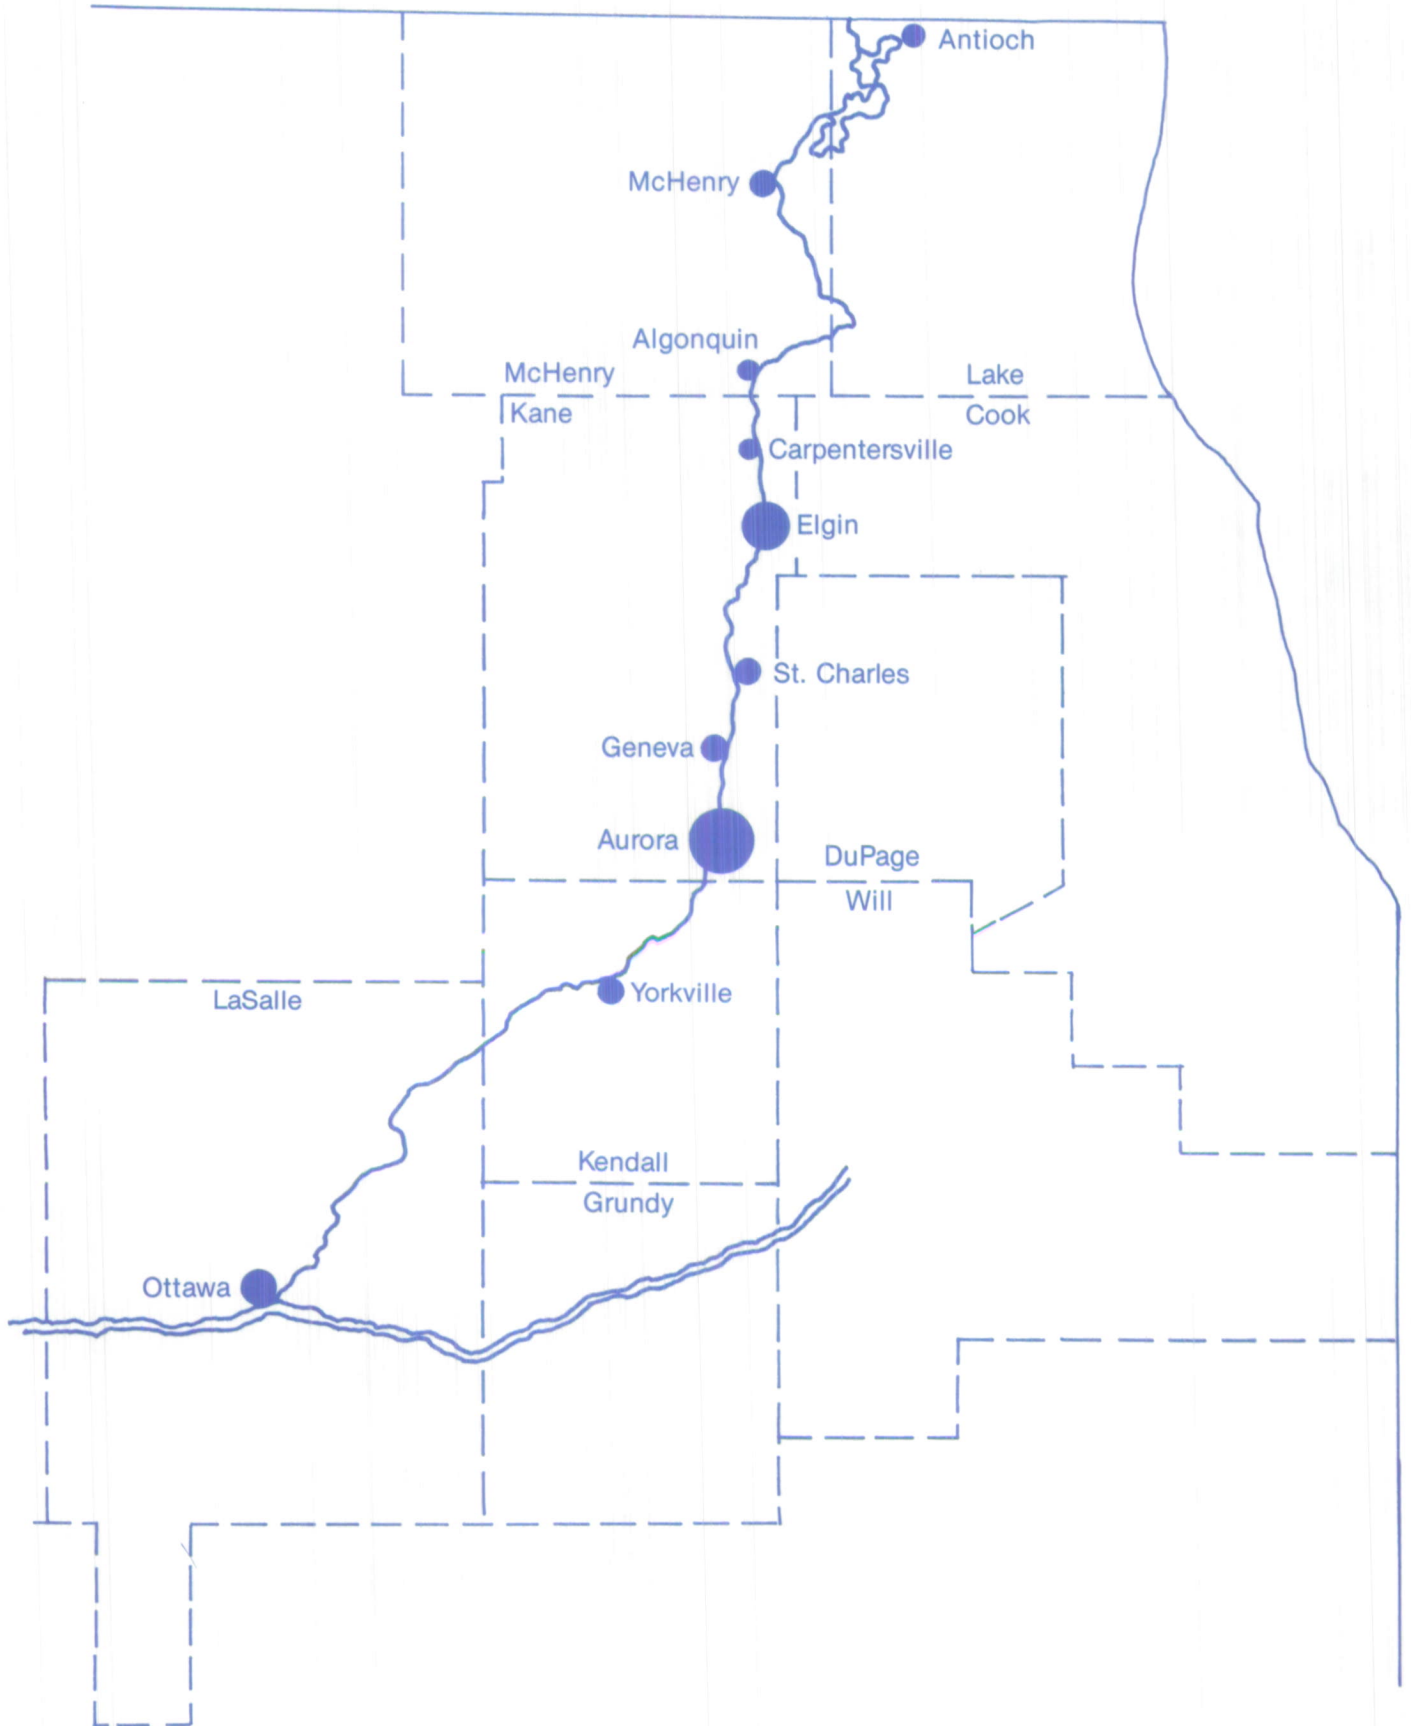 Antioch
McHenry
Algonquin
McHenry
Lake
Kane
Cook
Carpentersville
Elgin
St. Charles
Geneva
Aurora
DuPage
Will
Yorkville
LaSalle
Kendall
Grundy
Ottawa